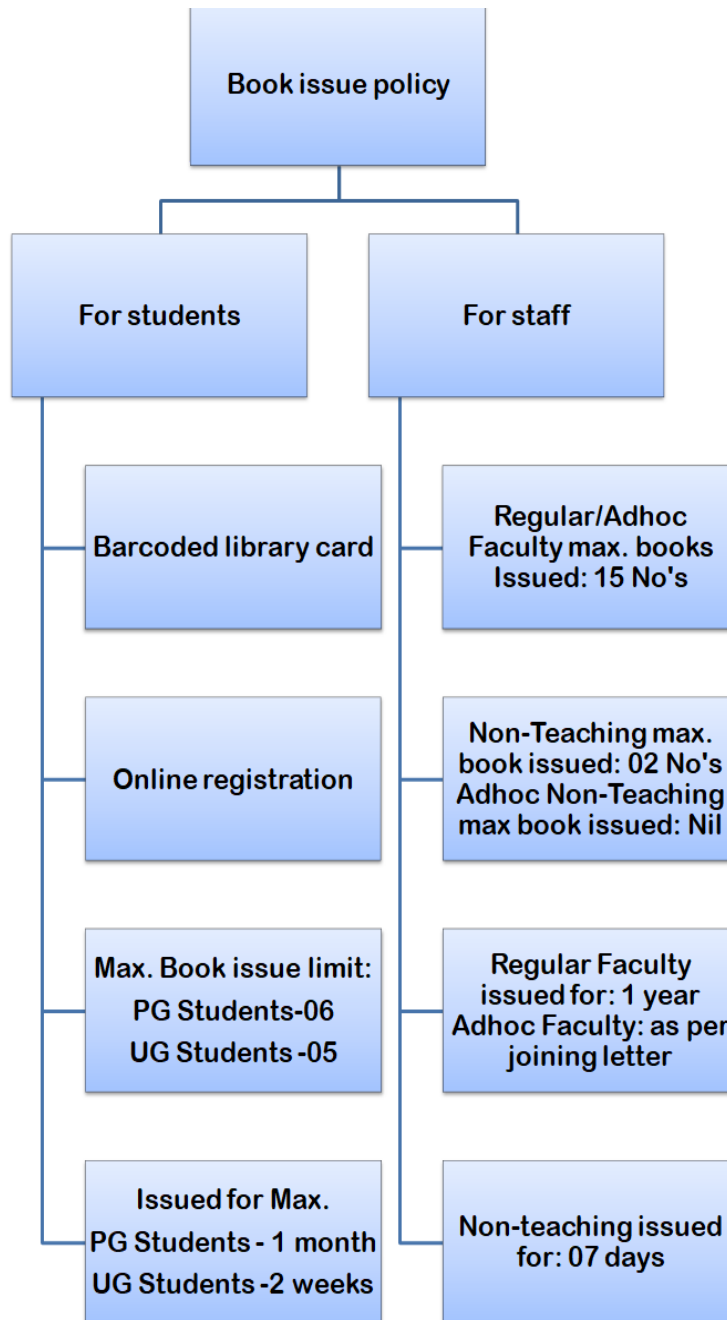 Book issue policy
For students
Barcoded library card
Online registration
Max. Book issue limit:
PG Students-06
UG Students -05
Issued for Max.
PG Students - 1 month
UG Students -2 weeks
For staff
Regular/Adhoc
Faculty max. books
Issued: 15 No's
Non-Teaching max.
book issued: 02 No's
Adhoc Non-Teaching
max book issued: Nil
Regular Faculty
issued for: 1 year
Adhoc Faculty: as per
joining letter
Non-teaching issued
for: 07 days